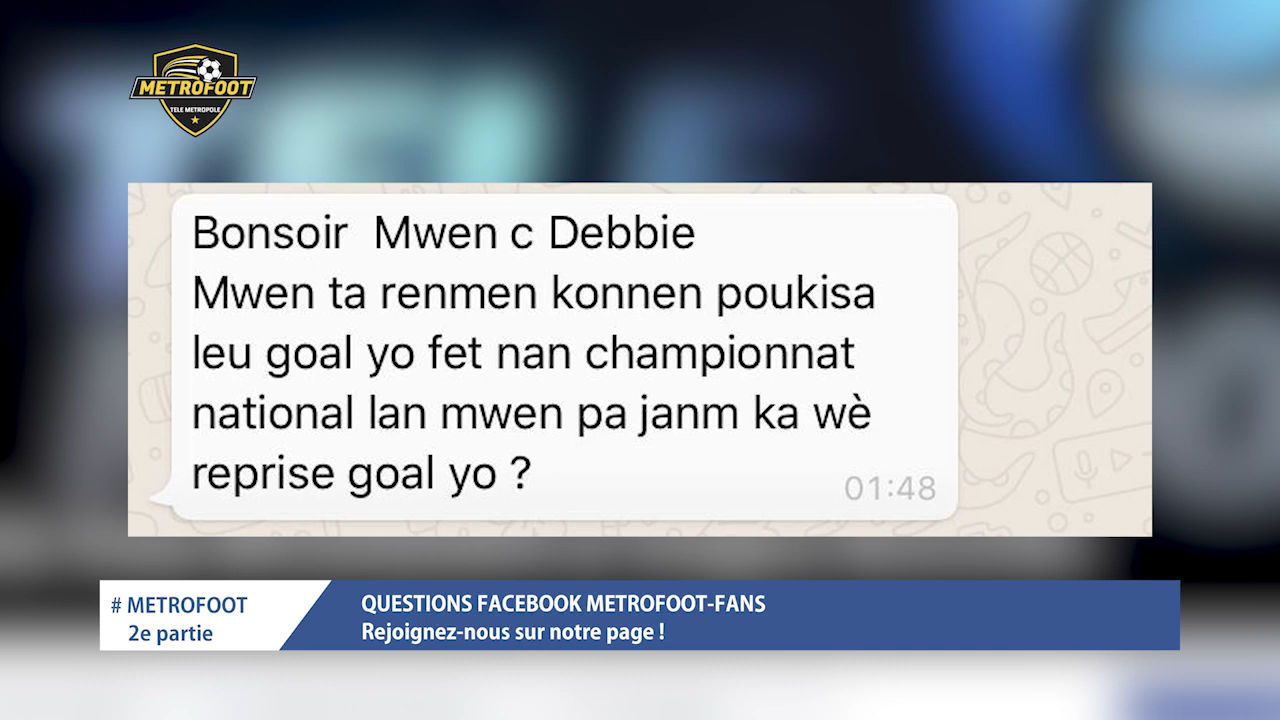 METROFOOT
TELE METROPOLE
Bonsoir  Mwen c Debbie
Mwen ta renmen konnen poukisa
leu goal yo fet nan championnat
national lan mwen pa janm ka wè
reprise goal yo ?
01:48
# METROFOOT
2e partie
QUESTIONS FACEBOOK METROFOOT-FANS
Rejoignez-nous sur notre page !